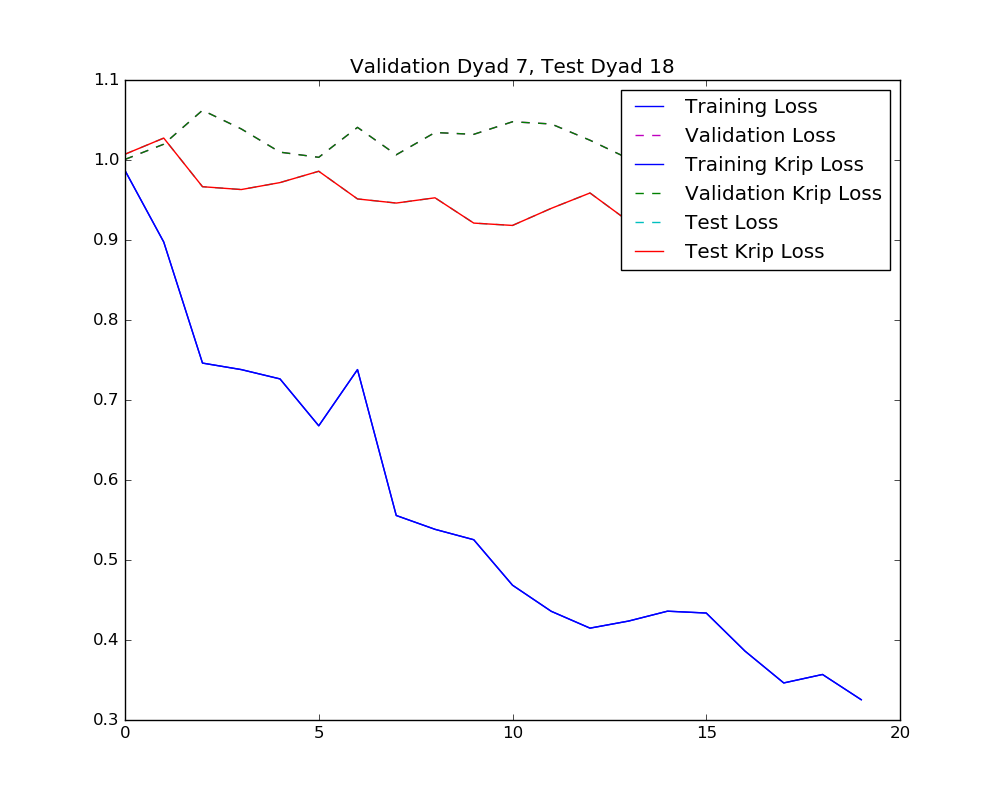 Validation Dyad 7, Test Dyad 18
1.1
1.0
0.9
0.8
0.7
0.6
0.5
0.4
0.3
Training Loss
Validation Loss
Training Krip Loss
Validation Krip Loss
Test Loss
Test Krip Loss
0 5 10 15 20